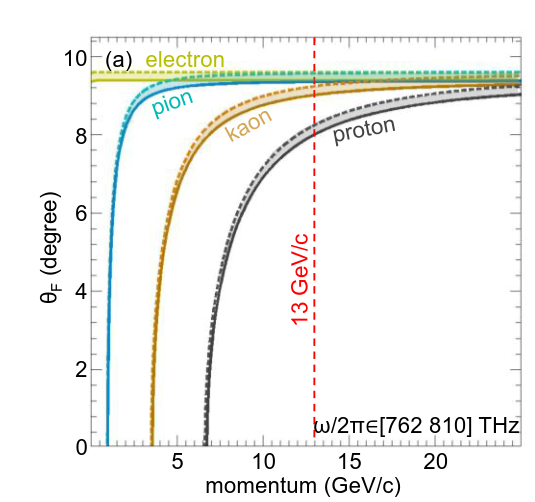 10
8
6
4
2
0
θF (degree)
(a) electron
pion
kaon
proton
13 GeV/c
ω/2π∈[762 810] THz
5 10 15 20
momentum (GeV/c)